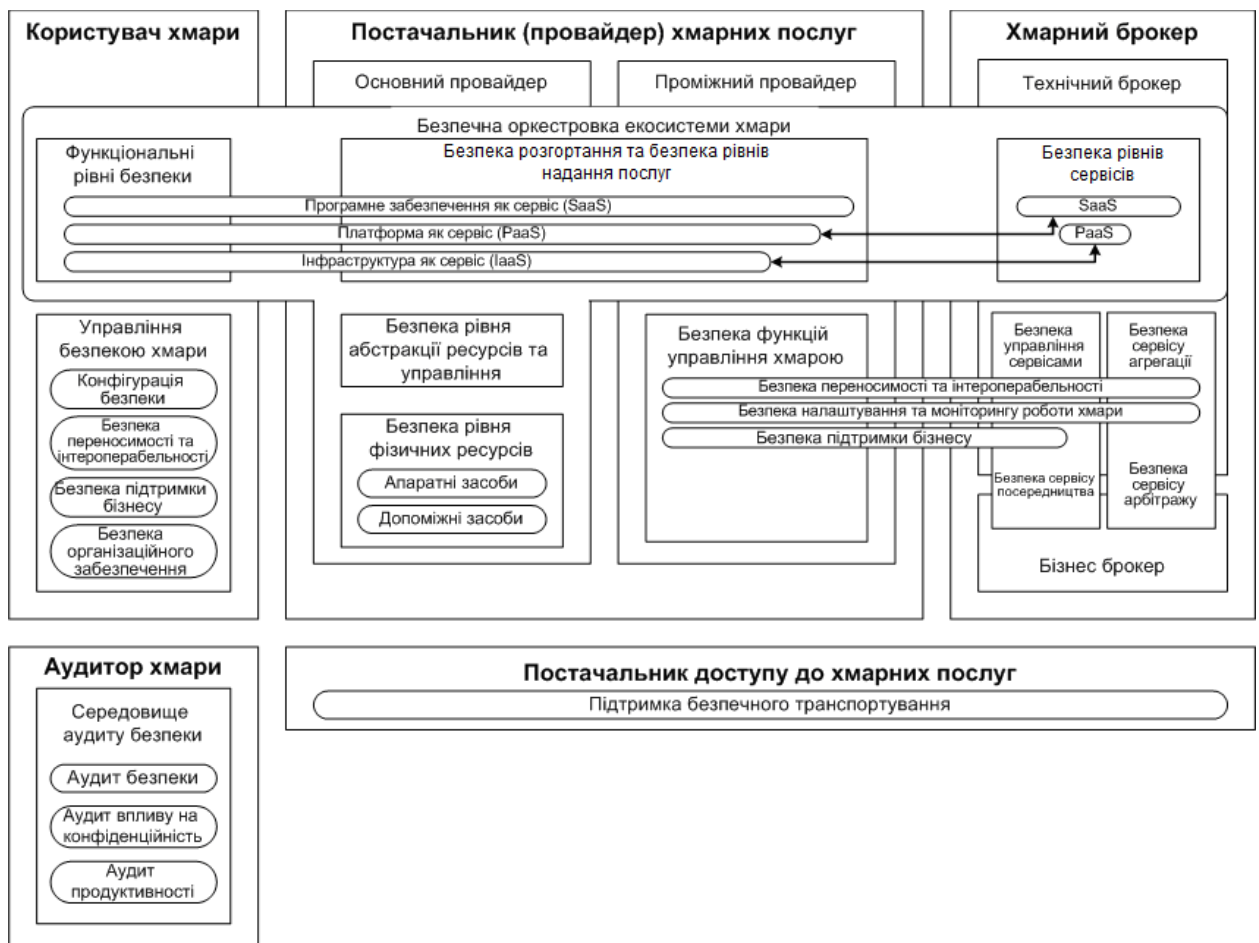 Користувач хмари
Постачальник (провайдер) хмарних послуг
Хмарний брокер
Основний провайдер
Проміжний провайдер
Технічний брокер
Безпечна оркестровка екосистеми хмари
Функціональні
рівні безпеки
Безпека розгортання та безпека рівнів
надання послуг
Безпека рівнів
сервісів
Програмне забезпечення як сервіс (SaaS)
SaaS
Платформа як сервіс (PaaS)
PaaS
Інфраструктура як сервіс (IaaS)
Управління
безпекою хмари
Конфігурація
безпеки
Безпека
переносимості та
інтероперабельності
Безпека підтримки
бізнесу
Безпека
організаційного
забезпечення
Безпека рівня
абстракції ресурсів та
управління
Безпека рівня
фізичних ресурсів
Апаратні засоби
Допоміжні засоби
Безпека функцій
управління хмарою
Безпека
управління
сервісами
Безпека
сервісу
агрегації
Безпека переносимості та інтероперабельності
Безпека налаштування та моніторингу роботи хмари
Безпека підтримки бізнесу
Безпека сервісу
посередництва
Безпека
сервісу
арбітражу
Бізнес брокер
Аудитор хмари
Середовище
аудиту безпеки
Аудит безпеки
Аудит впливу на
конфіденційність
Аудит
продуктивності
Постачальник доступу до хмарних послуг
Підтримка безпечного транспортування